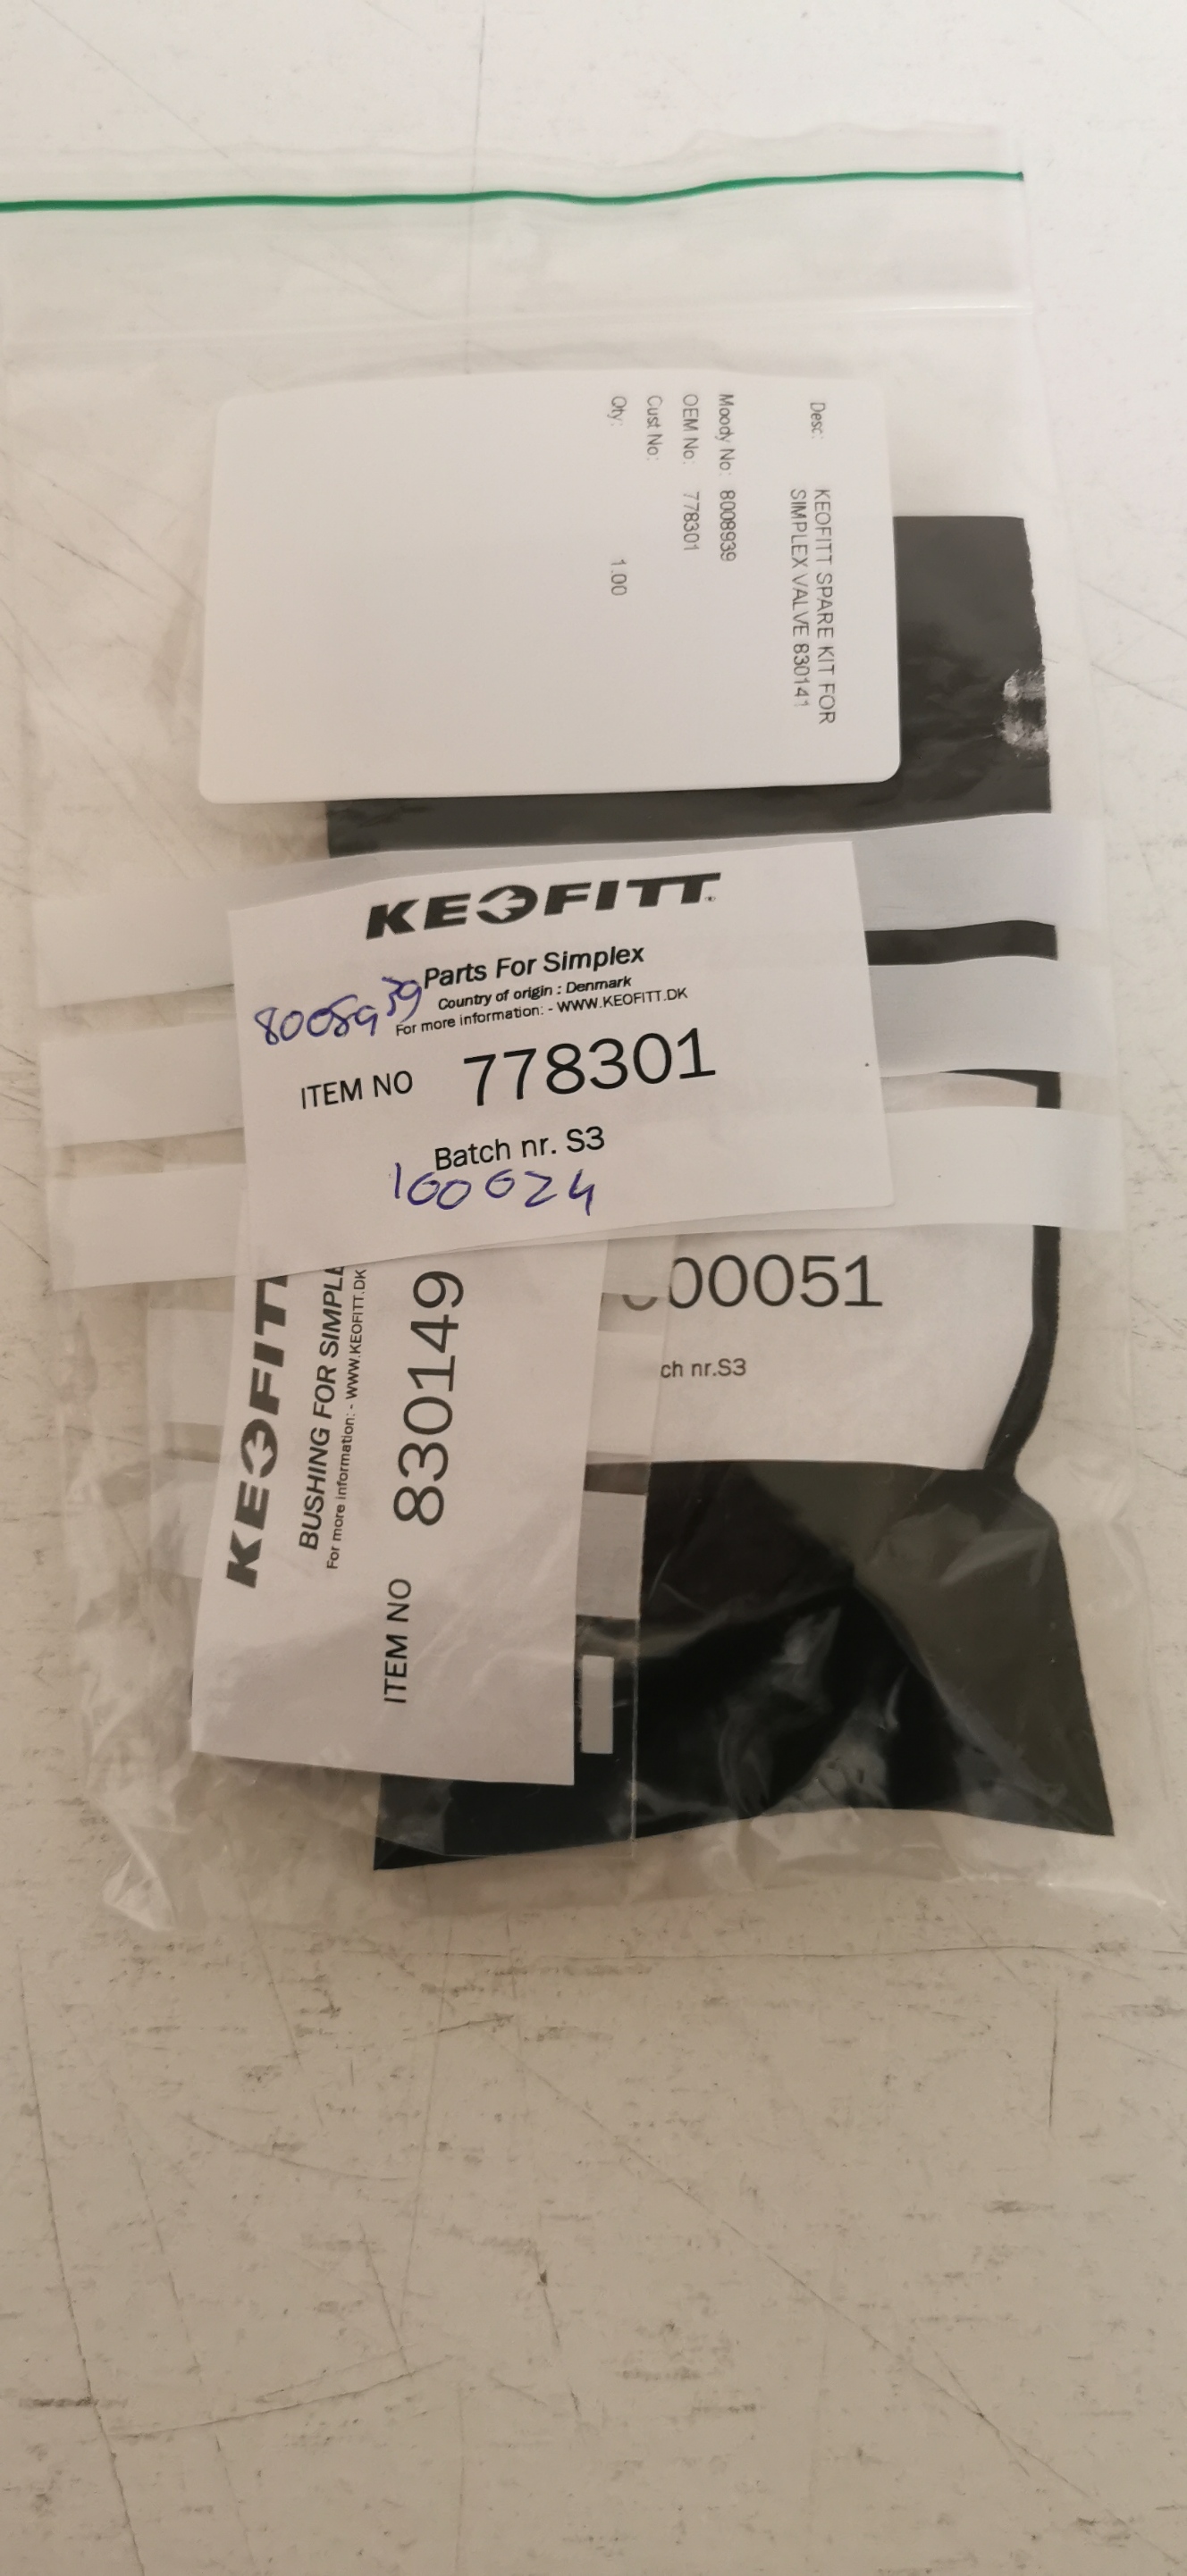 Desc: KEOFITT SPARE KIT FOR
SIMPLEX VALVE 830141
Moody No: 8008939
OEM No: 778301
Cust No:
Qty: 1.00
KEOFITT
Parts For Simplex
Country of origin : Denmark
For more information: - WWW.KEOFITT.DK
8008939
ITEM NO 778301
Batch nr. S3
100024
00051
ch nr.S3
KEOFITT
BUSHING FOR SIMPLE
For more information: - WWW.KEOFITT.DK
ITEM NO 830149